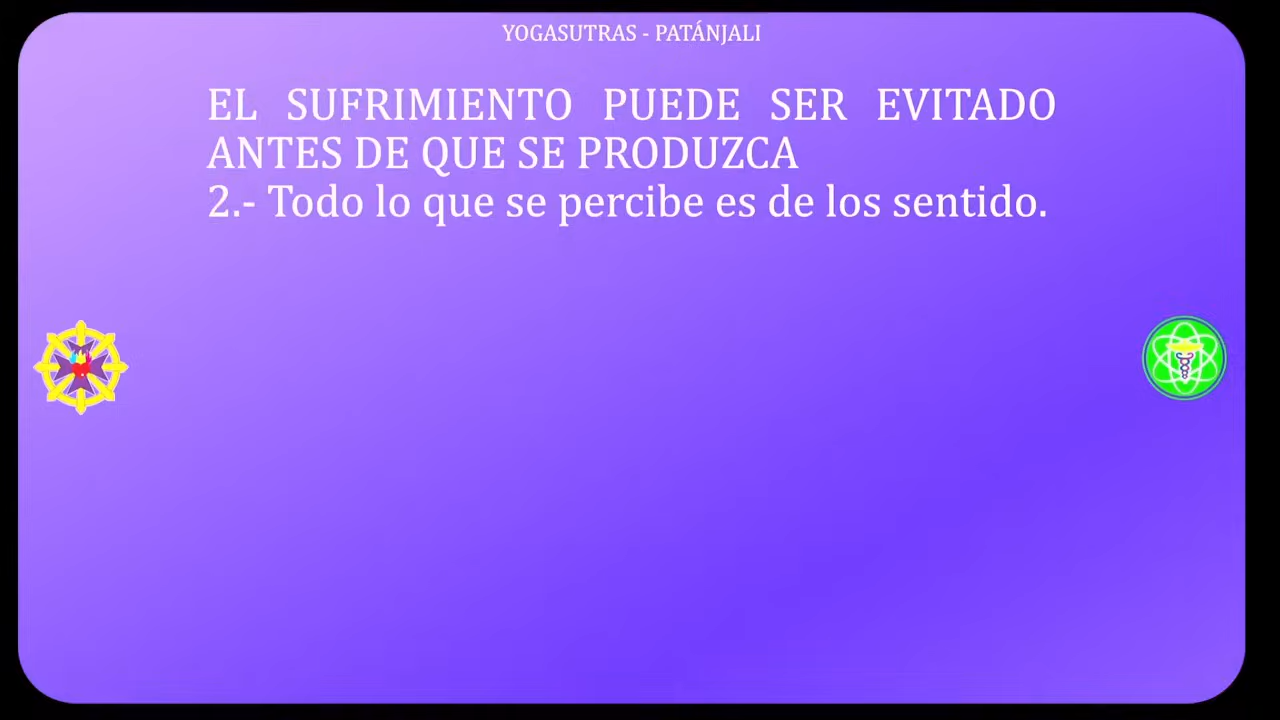 YOGASUTRAS - PATÁNJALI
EL SUFRIMIENTO PUEDE SER EVITADO
ANTES DE QUE SE PRODUZCA
2.- Todo lo que se percibe es de los sentido.